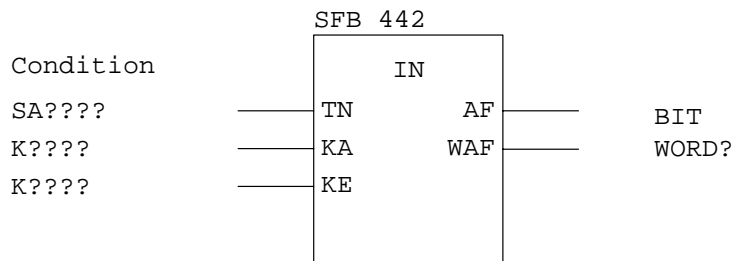 SFB 442
Condition IN
SA???? TN AF BIT
K???? KA WAF WORD?
K???? KE